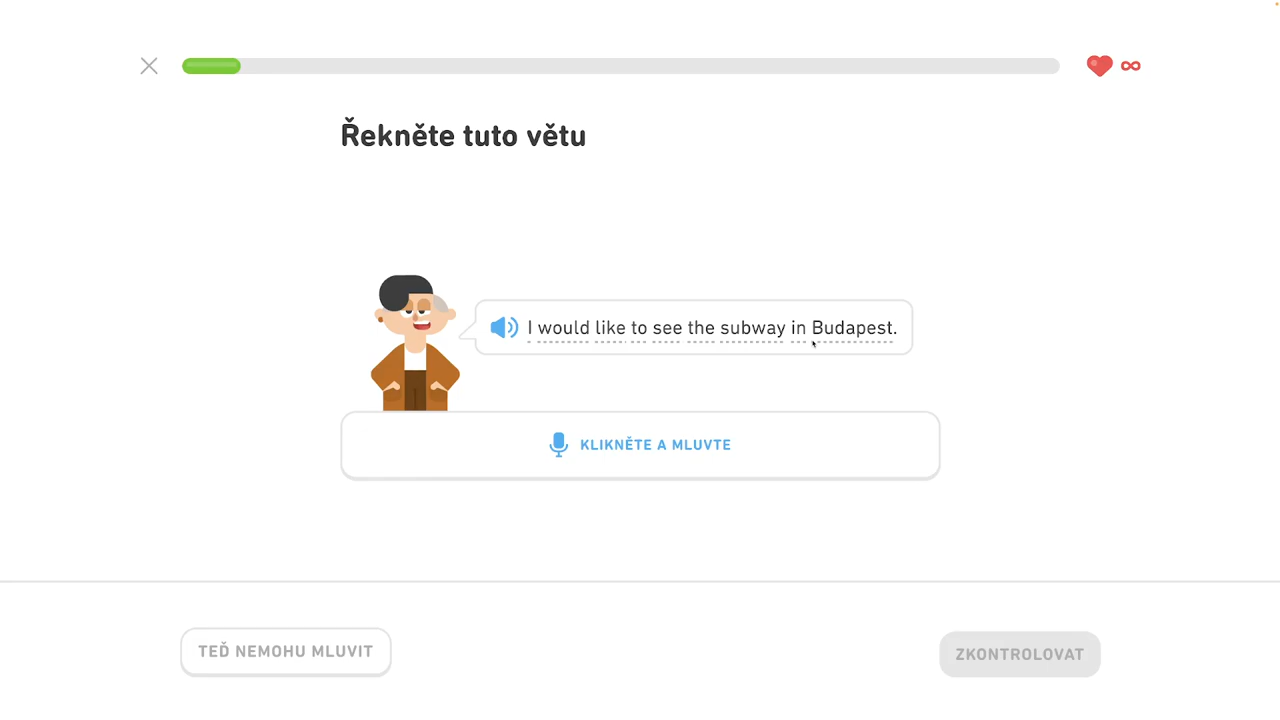 Řekněte tuto větu
I would like to see the subway in Budapest.
KLIKNĚTE A MLUVTE
TEĎ NEMOHU MLUVIT
ZKONTROLOVAT